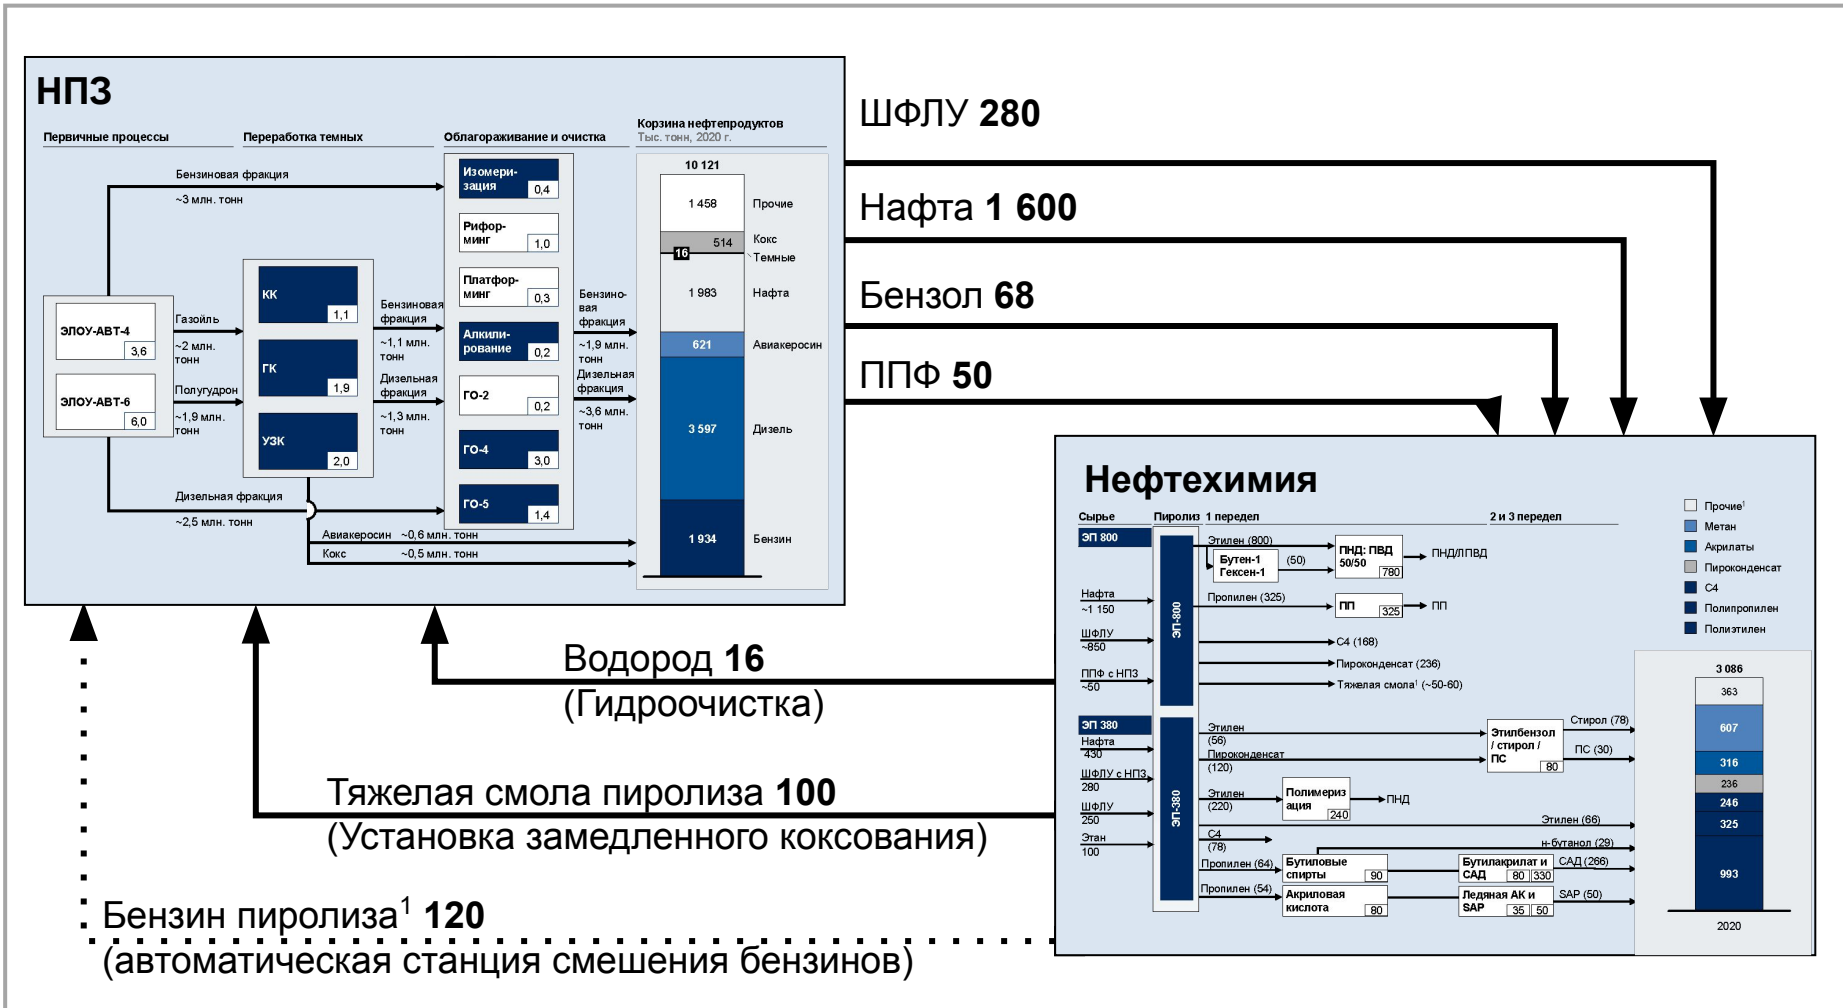 НПЗ
Первичные процессы
Переработка темных
Облагораживание и очистка
Корзина нефтепродуктов
Тыс. тонн, 2020 г.
Бензиновая фракция
~3 млн. тонн
ЭЛОУ-АВТ-4
3,6
ЭЛОУ-АВТ-6
6,0
Газойль
~2 млн.
тонн
Полугудрон
~1,9 млн.
тонн
Дизельная фракция
~2,5 млн. тонн
КК
1,1
ГК
1,9
УЗК
2,0
Бензиновая
фракция
~1,1 млн.
тонн
Дизельная
фракция
~1,3 млн.
тонн
Авиакеросин ~0,6 млн. тонн
Кокс ~0,5 млн. тонн
Изомери-
зация
0,4
Рифор-
минг
1,0
Платфор-
минг
0,3
Алкили-
рование
0,2
ГО-2
0,2
ГО-4
3,0
ГО-5
1,4
Бензино-
вая
фракция
~1,9 млн.
тонн
Дизельная
фракция
~3,6 млн.
тонн
10 121
1 458
Прочие
514
Кокс
16
Темные
1 983
Нафта
621
Авиакеросин
3 597
Дизель
1 934
Бензин
ШФЛУ 280
Нафта 1 600
Бензол 68
ППФ 50
Водород 16
(Гидроочистка)
Тяжелая смола пиролиза 100
(Установка замедленного коксования)
Бензин пиролиза¹ 120
(автоматическая станция смешения бензинов)
Нефтехимия
Сырье
Пиролиз
1 передел
2 и 3 передел
ЭП 800
Нафта
~1 150
ШФЛУ
~850
ППФ с НПЗ
~50
ЭП-800
Этилен (800)
Бутен-1
Гексен-1
(50)
ПНД: ПВД
50/50
780
ПНД/ЛПВД
Пропилен (325)
ПП
325
ПП
С4 (168)
Пироконденсат (236)
Тяжелая смола¹ (~50-60)
ЭП 380
Нафта
430
ШФЛУ с НПЗ
280
ШФЛУ
250
Этан
100
ЭП-380
Этилен
(56)
Пироконденсат
(120)
Этилбензол
/ стирол /
ПС
80
Стирол (78)
ПС (30)
Этилен
(220)
Полимериз
ация
240
ПНД
Этилен (66)
С4
(78)
н-бутанол (29)
Пропилен (64)
Бутиловые
спирты
90
Бутилакрилат и
САД
80 330
САД (266)
Пропилен (54)
Акриловая
кислота
80
Ледяная АК и
SAP
35 50
SAP (50)
Прочие¹
Метан
Акрилаты
Пироконденсат
С4
Полипропилен
Полиэтилен
3 086
363
607
316
236
246
325
993
2020